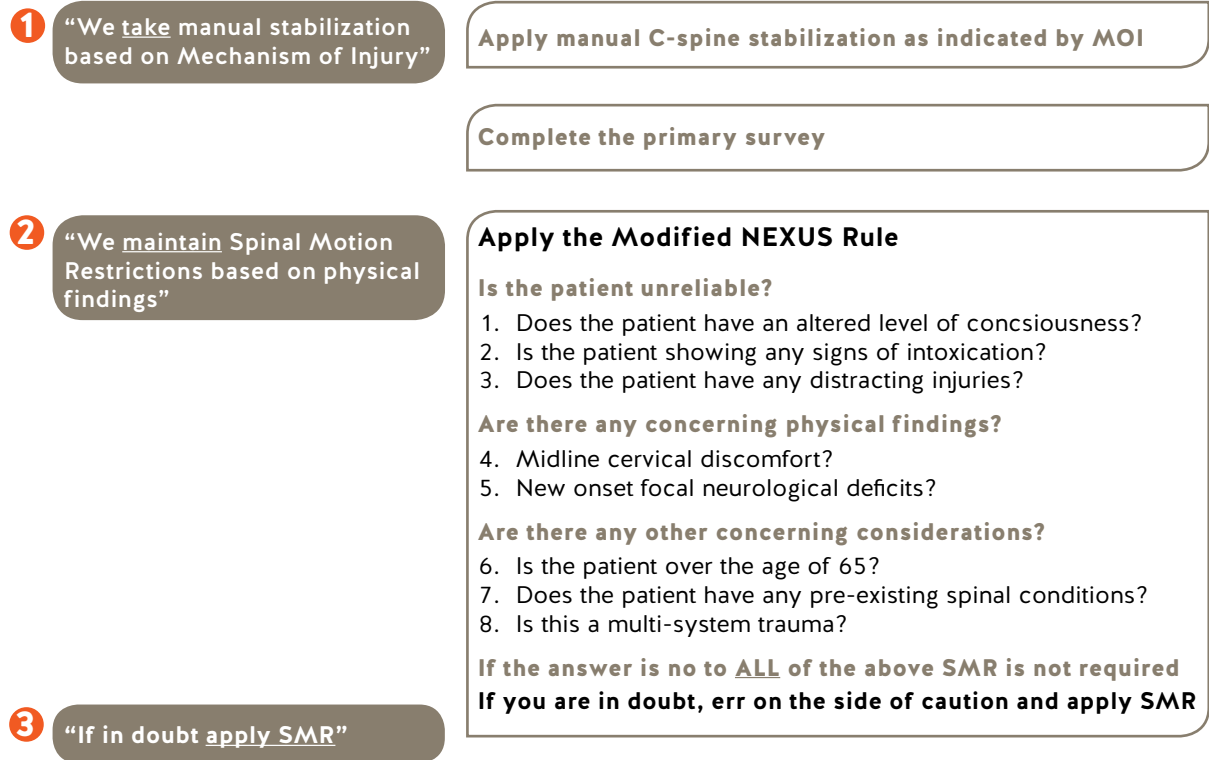 1
“We take manual stabilization
based on Mechanism of Injury”
Apply manual C-spine stabilization as indicated by MOI
Complete the primary survey
2
“We maintain Spinal Motion
Restrictions based on physical
findings”
Apply the Modified NEXUS Rule
Is the patient unreliable?
1. Does the patient have an altered level of concsiousness?
2. Is the patient showing any signs of intoxication?
3. Does the patient have any distracting injuries?
Are there any concerning physical findings?
4. Midline cervical discomfort?
5. New onset focal neurological deficits?
Are there any other concerning considerations?
6. Is the patient over the age of 65?
7. Does the patient have any pre-existing spinal conditions?
8. Is this a multi-system trauma?
If the answer is no to ALL of the above SMR is not required
If you are in doubt, err on the side of caution and apply SMR
3
“If in doubt apply SMR”